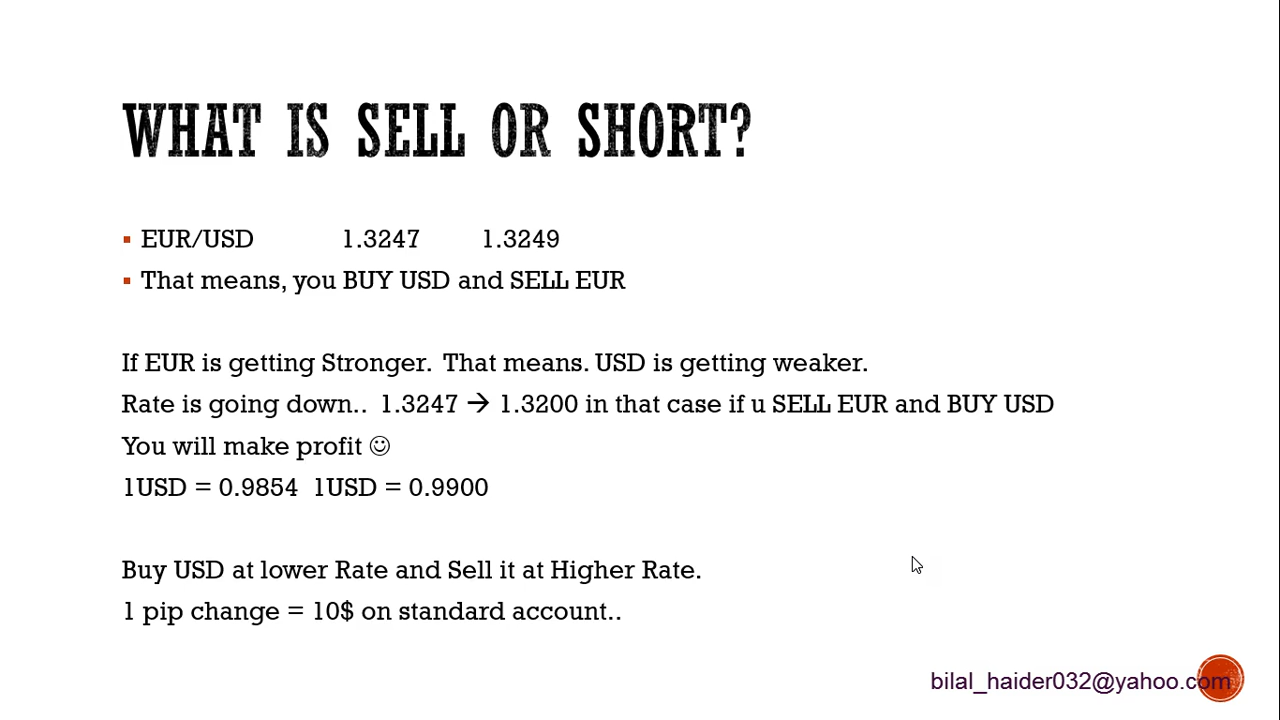 WHAT IS SELL OR SHORT?
▪ EUR/USD 1.3247 1.3249
▪ That means, you BUY USD and SELL EUR
If EUR is getting Stronger. That means. USD is getting weaker.
Rate is going down.. 1.3247 → 1.3200 in that case if u SELL EUR and BUY USD
You will make profit ☺
1USD = 0.9854 1USD = 0.9900
Buy USD at lower Rate and Sell it at Higher Rate.
1 pip change = 10$ on standard account..
bilal_haider032@yahoo.com